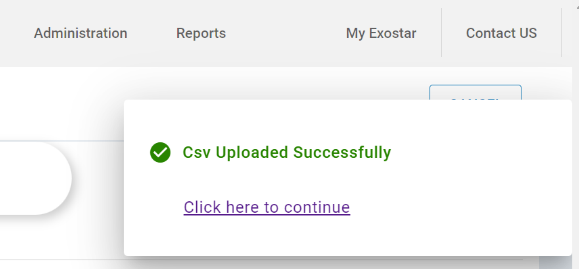 Administration Reports My Exostar Contact US
Csv Uploaded Successfully
Click here to continue